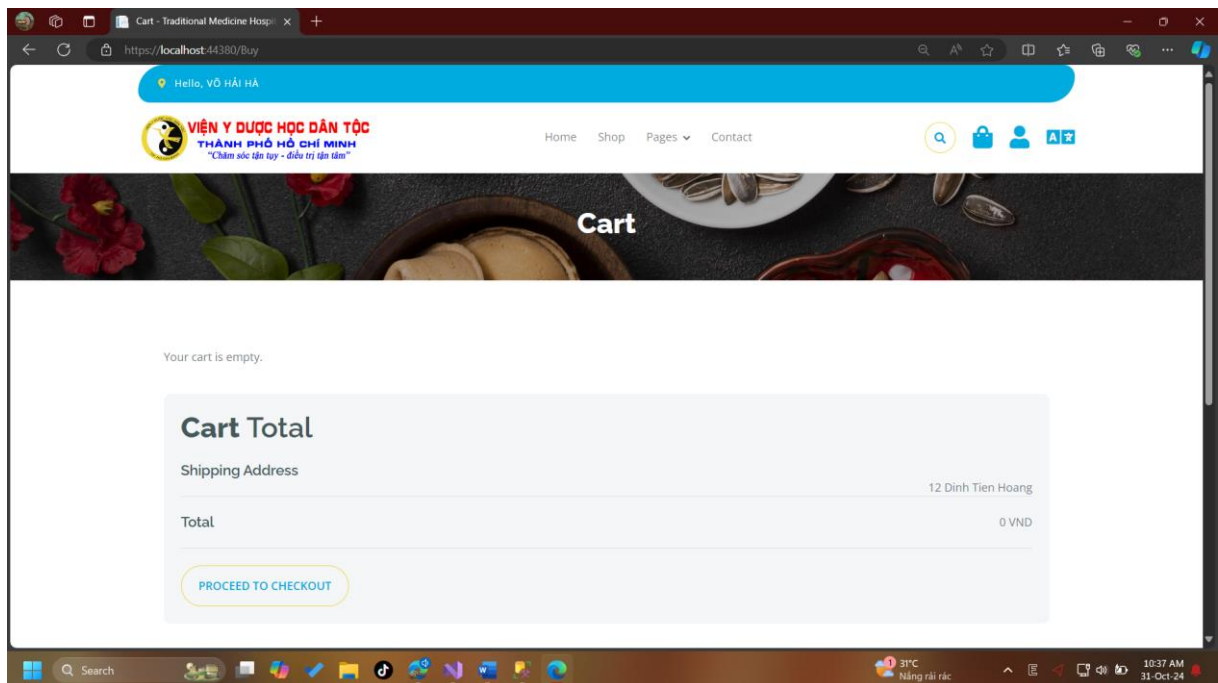 Cart - Traditional Medicine Hospi
https://localhost:44380/Buy
Hello, VÕ HẢI HÀ
VIỆN Y DƯỢC HỌC DÂN TỘC
THÀNH PHỐ HỒ CHÍ MINH
"Chăm sóc tận tụy - điều trị tận tâm"
Home Shop Pages Contact
Cart
Your cart is empty.
Cart Total
Shipping Address
12 Dinh Tien Hoang
Total 0 VND
PROCEED TO CHECKOUT
Search
1
31°C
Nắng rải rác
10:37 AM
31-Oct-24